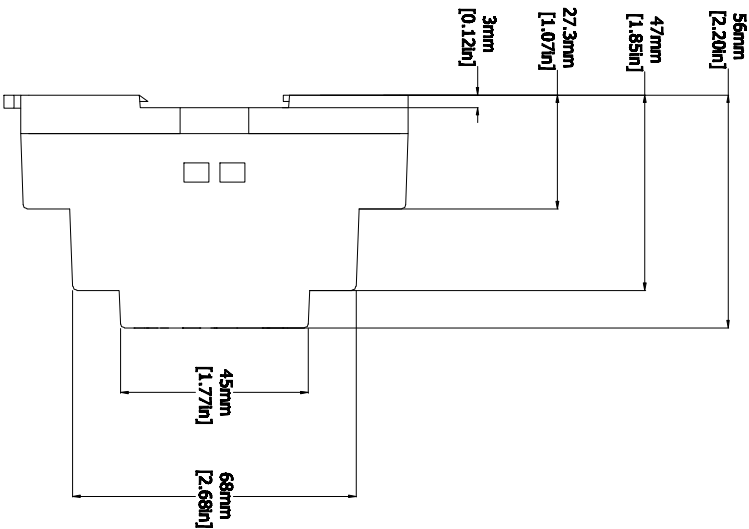 56mm
[2.20in]
47mm
[1.85in]
27.3mm
[1.07in]
3mm
[0.12in]
45mm
[1.77in]
68mm
[2.68in]